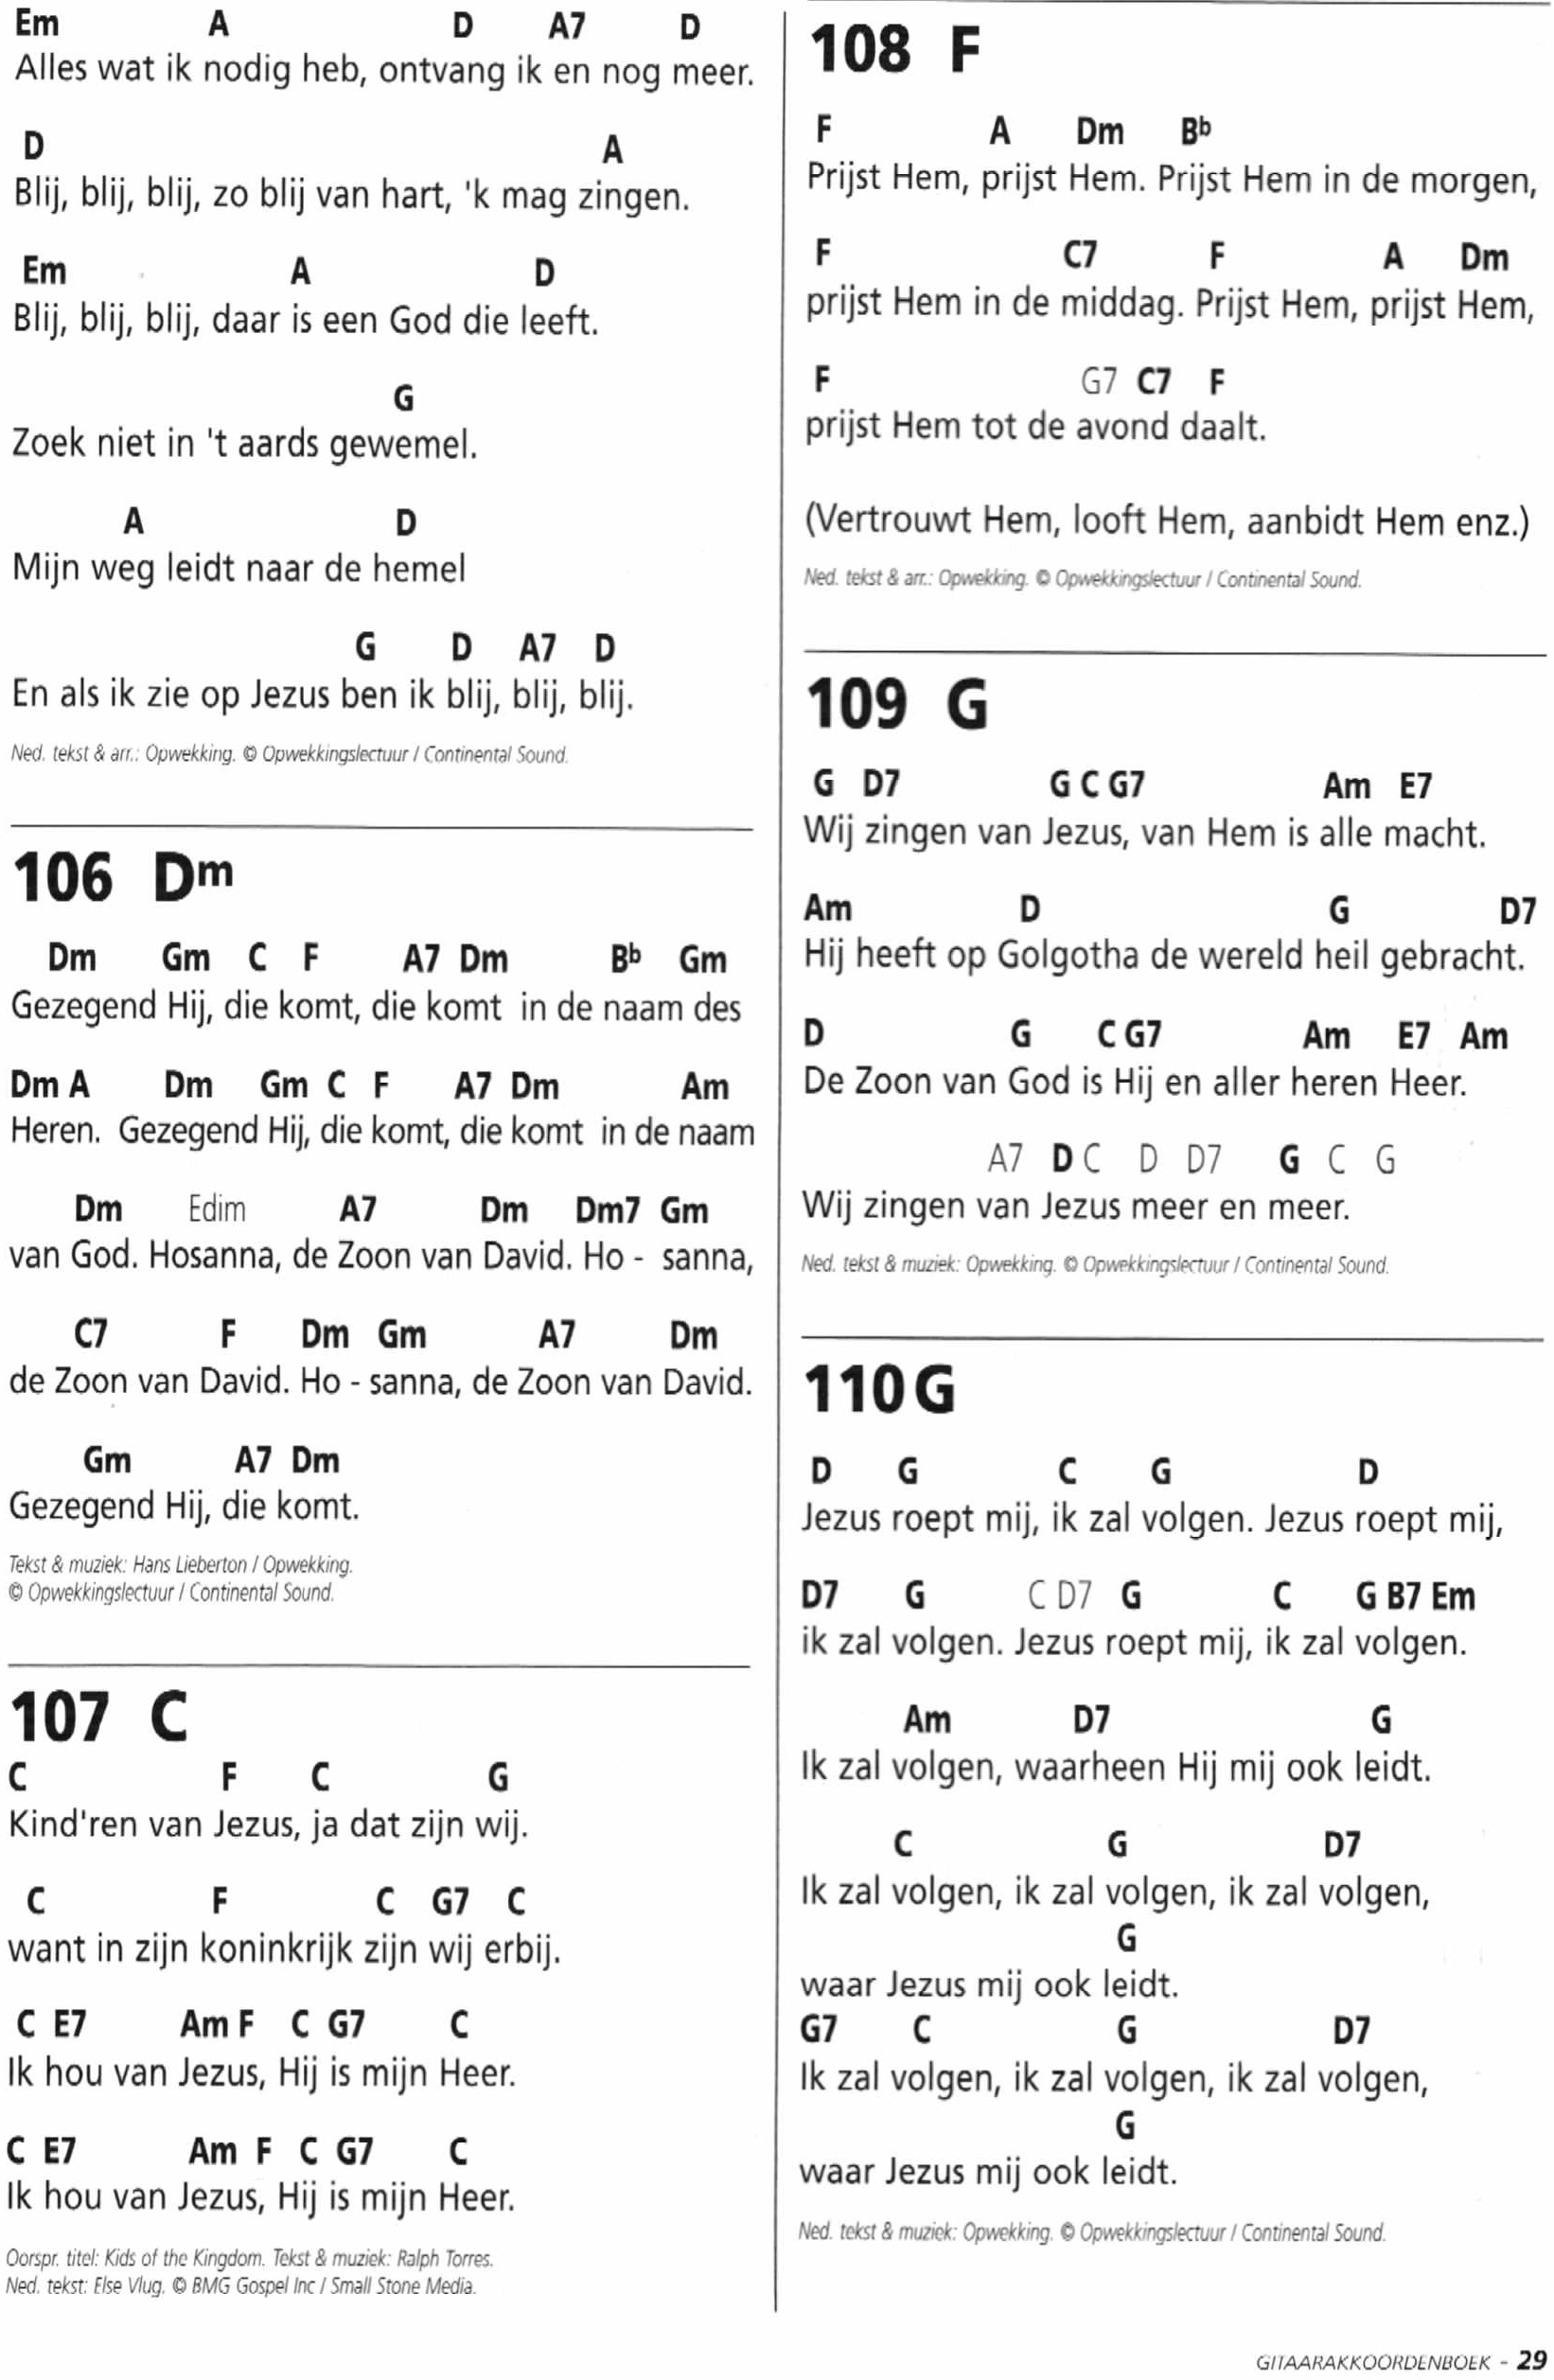 Em A D A7 D
Alles wat ik nodig heb, ontvang ik en nog meer.
D A
Blij, blij, blij, zo blij van hart, 'k mag zingen.
Em A D
Blij, blij, blij, daar is een God die leeft.
G
Zoek niet in 't aards gewemel.
A D
Mijn weg leidt naar de hemel
G D A7 D
En als ik zie op Jezus ben ik blij, blij, blij.
Ned. tekst & arr.: Opwekking. © Opwekkingslectuur / Continental Sound.
106 Dm
Dm Gm C F A7 Dm Bb Gm
Gezegend Hij, die komt, die komt in de naam des
Dm A Dm Gm C F A7 Dm Am
Heren. Gezegend Hij, die komt, die komt in de naam
Dm Edim A7 Dm Dm7 Gm
van God. Hosanna, de Zoon van David. Ho - sanna,
C7 F Dm Gm A7 Dm
de Zoon van David. Ho - sanna, de Zoon van David.
Gm A7 Dm
Gezegend Hij, die komt.
Tekst & muziek: Hans Lieberton / Opwekking.
© Opwekkingslectuur / Continental Sound.
107 C
C F C G
Kind'ren van Jezus, ja dat zijn wij.
C F C G7 C
want in zijn koninkrijk zijn wij erbij.
C E7 Am F C G7 C
Ik hou van Jezus, Hij is mijn Heer.
C E7 Am F C G7 C
Ik hou van Jezus, Hij is mijn Heer.
Oorspr. titel: Kids of the Kingdom. Tekst & muziek: Ralph Torres.
Ned. tekst: Else Vlug. © BMG Gospel Inc / Small Stone Media.
108 F
F A Dm Bb
Prijst Hem, prijst Hem. Prijst Hem in de morgen,
F C7 F A Dm
prijst Hem in de middag. Prijst Hem, prijst Hem,
F G7 C7 F
prijst Hem tot de avond daalt.
(Vertrouwt Hem, looft Hem, aanbidt Hem enz.)
Ned. tekst & arr.: Opwekking. © Opwekkingslectuur / Continental Sound.
109 G
G D7 G C G7 Am E7
Wij zingen van Jezus, van Hem is alle macht.
Am D G D7
Hij heeft op Golgotha de wereld heil gebracht.
D G C G7 Am E7 Am
De Zoon van God is Hij en aller heren Heer.
A7 D C D D7 G C G
Wij zingen van Jezus meer en meer.
Ned. tekst & muziek: Opwekking. © Opwekkingslectuur / Continental Sound.
110 G
D G C G D
Jezus roept mij, ik zal volgen. Jezus roept mij,
D7 G C D7 G C G B7 Em
ik zal volgen. Jezus roept mij, ik zal volgen.
Am D7 G
Ik zal volgen, waarheen Hij mij ook leidt.
C G D7
Ik zal volgen, ik zal volgen, ik zal volgen,
G
waar Jezus mij ook leidt.
G7 C G D7
Ik zal volgen, ik zal volgen, ik zal volgen,
G
waar Jezus mij ook leidt.
Ned. tekst & muziek: Opwekking. © Opwekkingslectuur / Continental Sound.
GITAARAKKOORDENBOEK - 29